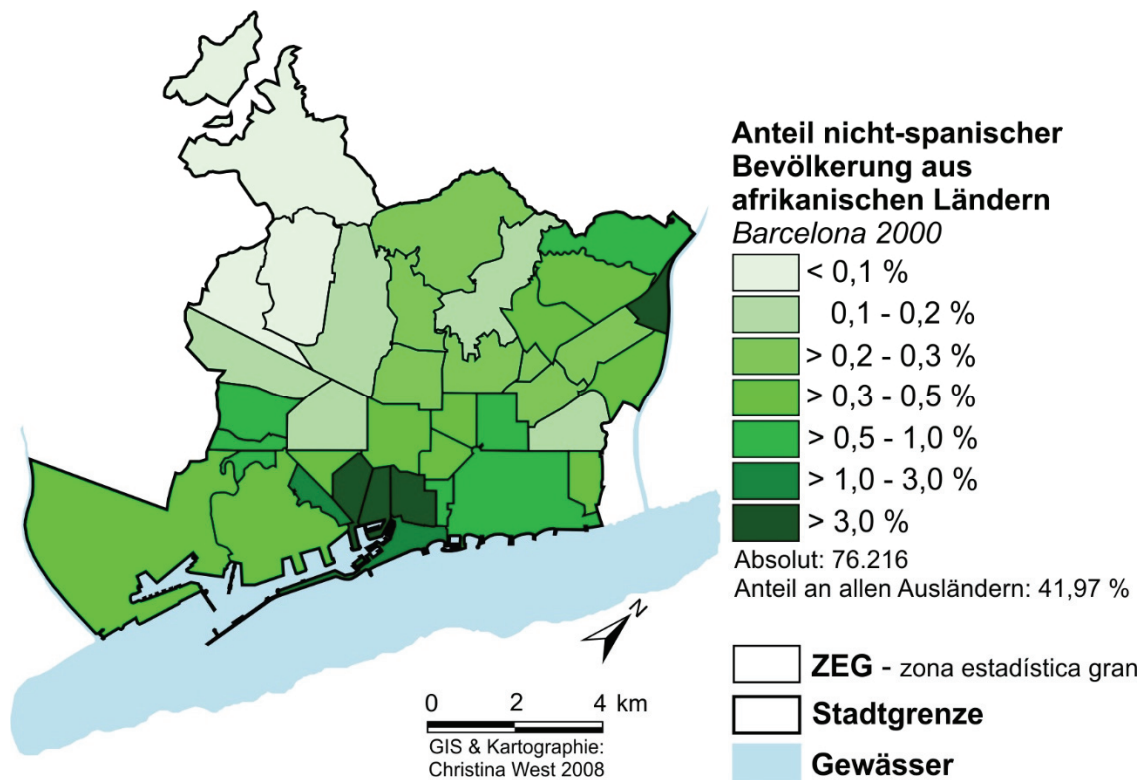 Anteil nicht-spanischer
Bevölkerung aus
afrikanischen Ländern
Barcelona 2000
< 0,1 %
0,1 - 0,2 %
> 0,2 - 0,3 %
> 0,3 - 0,5 %
> 0,5 - 1,0 %
> 1,0 - 3,0 %
> 3,0 %
Absolut: 76.216
Anteil an allen Ausländern: 41,97 %
N
ZEG - zona estadística gran
0 2 4 km
Stadtgrenze
GIS & Kartographie:
Christina West 2008
Gewässer